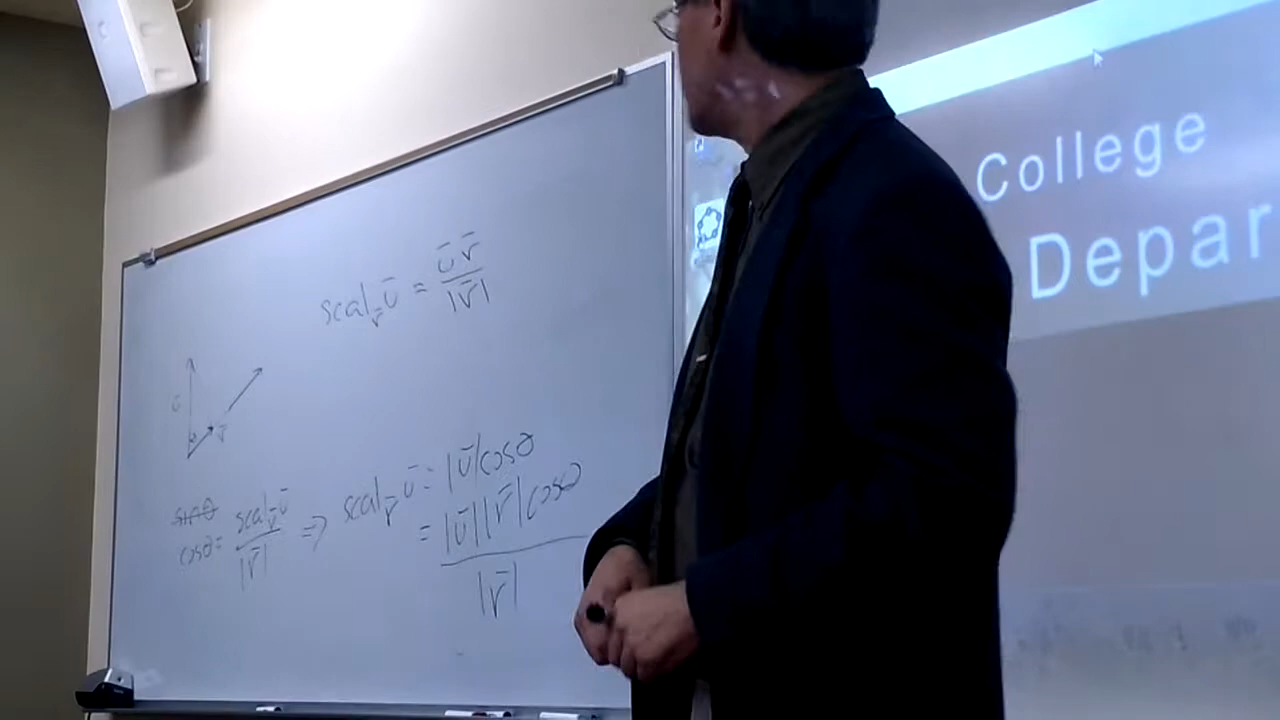 scal_v̄ ū = ū v̄ / |v̄|
ū
v̄
sinθ
cosθ = scal_v̄ ū / |v̄| ⇒ scal_v̄ ū = |ū|cosθ
= |ū||v̄|cosθ / |v̄|
College
Depar